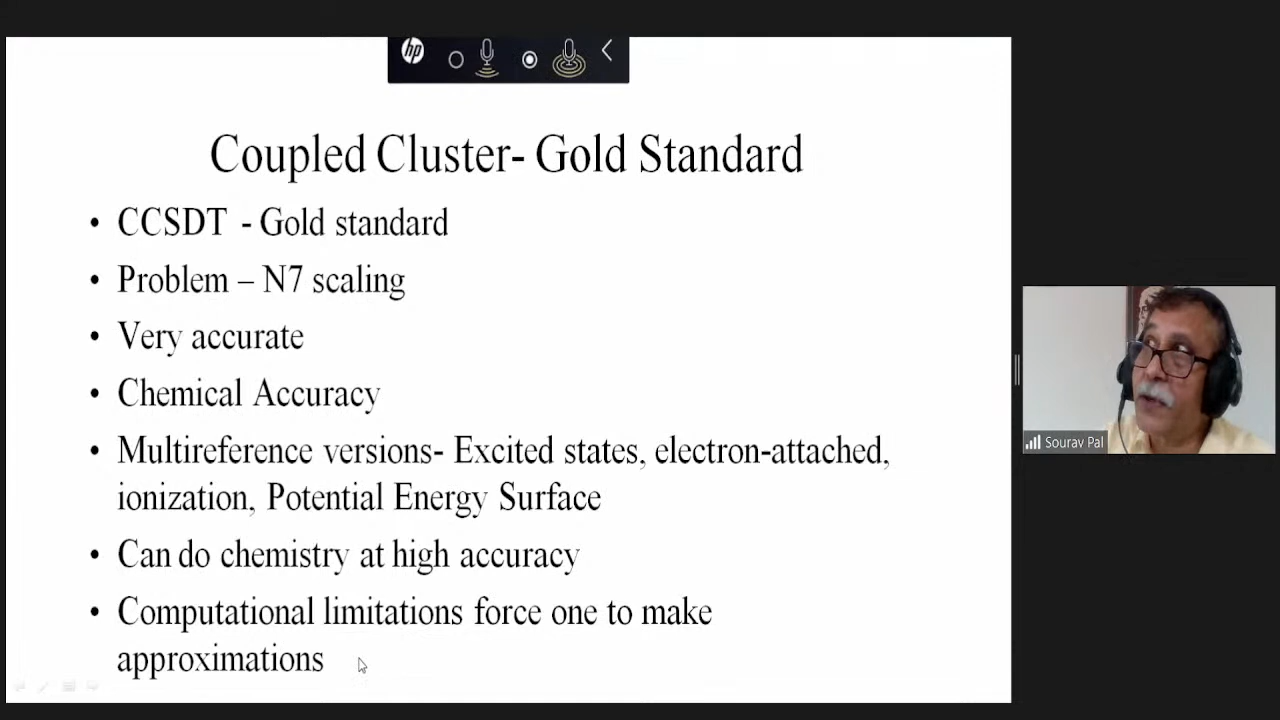 hp
Coupled Cluster- Gold Standard
• CCSDT - Gold standard
• Problem – N7 scaling
• Very accurate
• Chemical Accuracy
• Multireference versions- Excited states, electron-attached,
ionization, Potential Energy Surface
• Can do chemistry at high accuracy
• Computational limitations force one to make
approximations
Sourav Pal